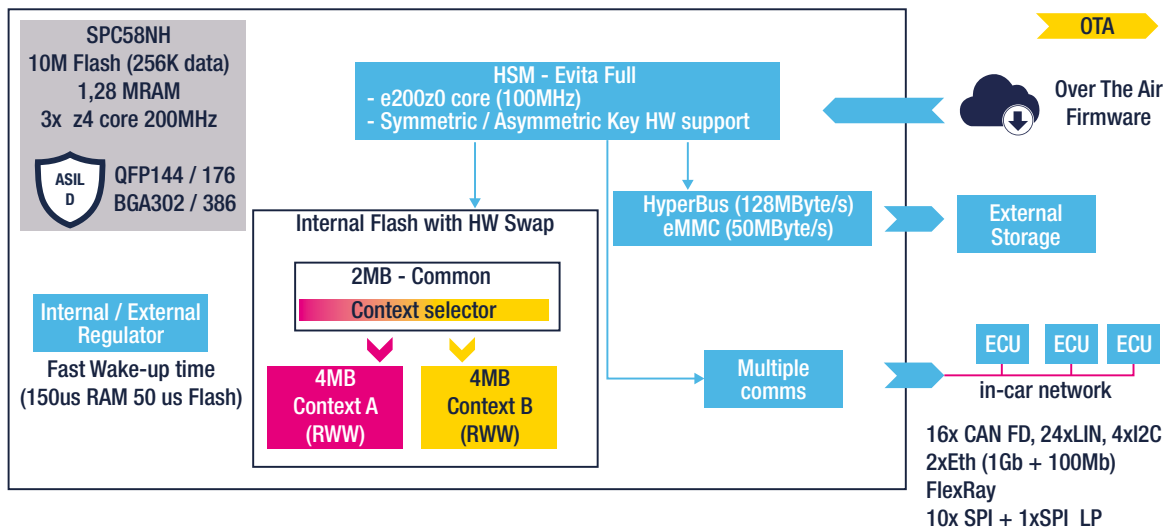 SPC58NH
10M Flash (256K data)
1,28 MRAM
3x z4 core 200MHz
ASIL
D
QFP144 / 176
BGA302 / 386
HSM - Evita Full
- e200z0 core (100MHz)
- Symmetric / Asymmetric Key HW support
OTA
Over The Air
Firmware
Internal Flash with HW Swap
2MB - Common
Context selector
4MB
Context A
(RWW)
4MB
Context B
(RWW)
HyperBus (128MByte/s)
eMMC (50MByte/s)
External
Storage
Internal / External
Regulator
Fast Wake-up time
(150us RAM 50 us Flash)
Multiple
comms
ECU
ECU
ECU
in-car network
16x CAN FD, 24xLIN, 4xI2C
2xEth (1Gb + 100Mb)
FlexRay
10x SPI + 1xSPI LP